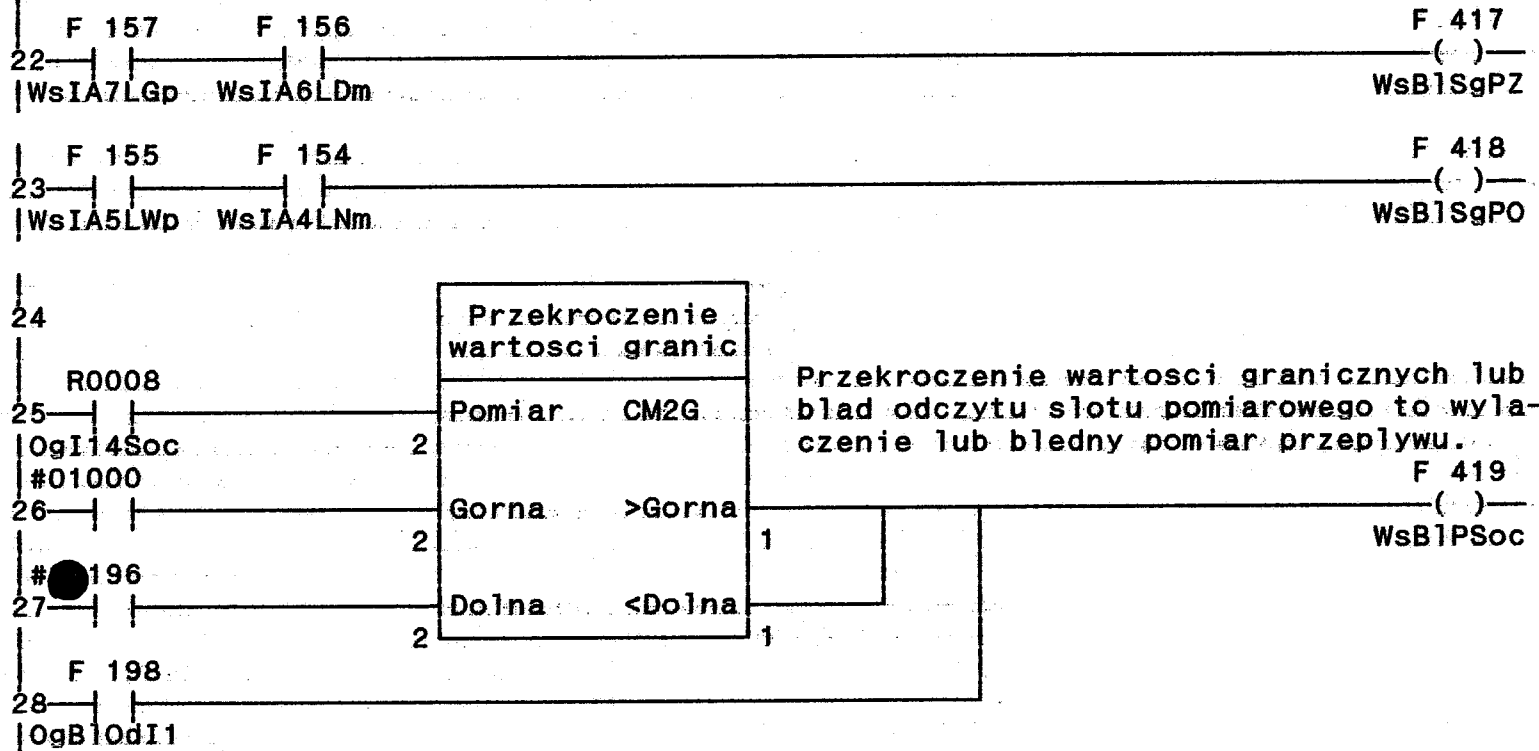 F 157 F 156 F 417
22
WsIA7LGp WsIA6LDm WsBlSgPZ
F 155 F 154 F 418
23
WsIA5LWp WsIA4LNm WsBlSgPO
24
Przekroczenie
wartosci granic
R0008
Przekroczenie wartosci granicznych lub
25 Pomiar CM2G blad odczytu slotu pomiarowego to wyla-
OgI14Soc 2 czenie lub bledny pomiar przeplywu.
#01000 F 419
26 Gorna >Gorna ( )
2 1 WsBlPSoc
27 Dolna <Dolna
2 1
F 198
28
OgBlOdI1